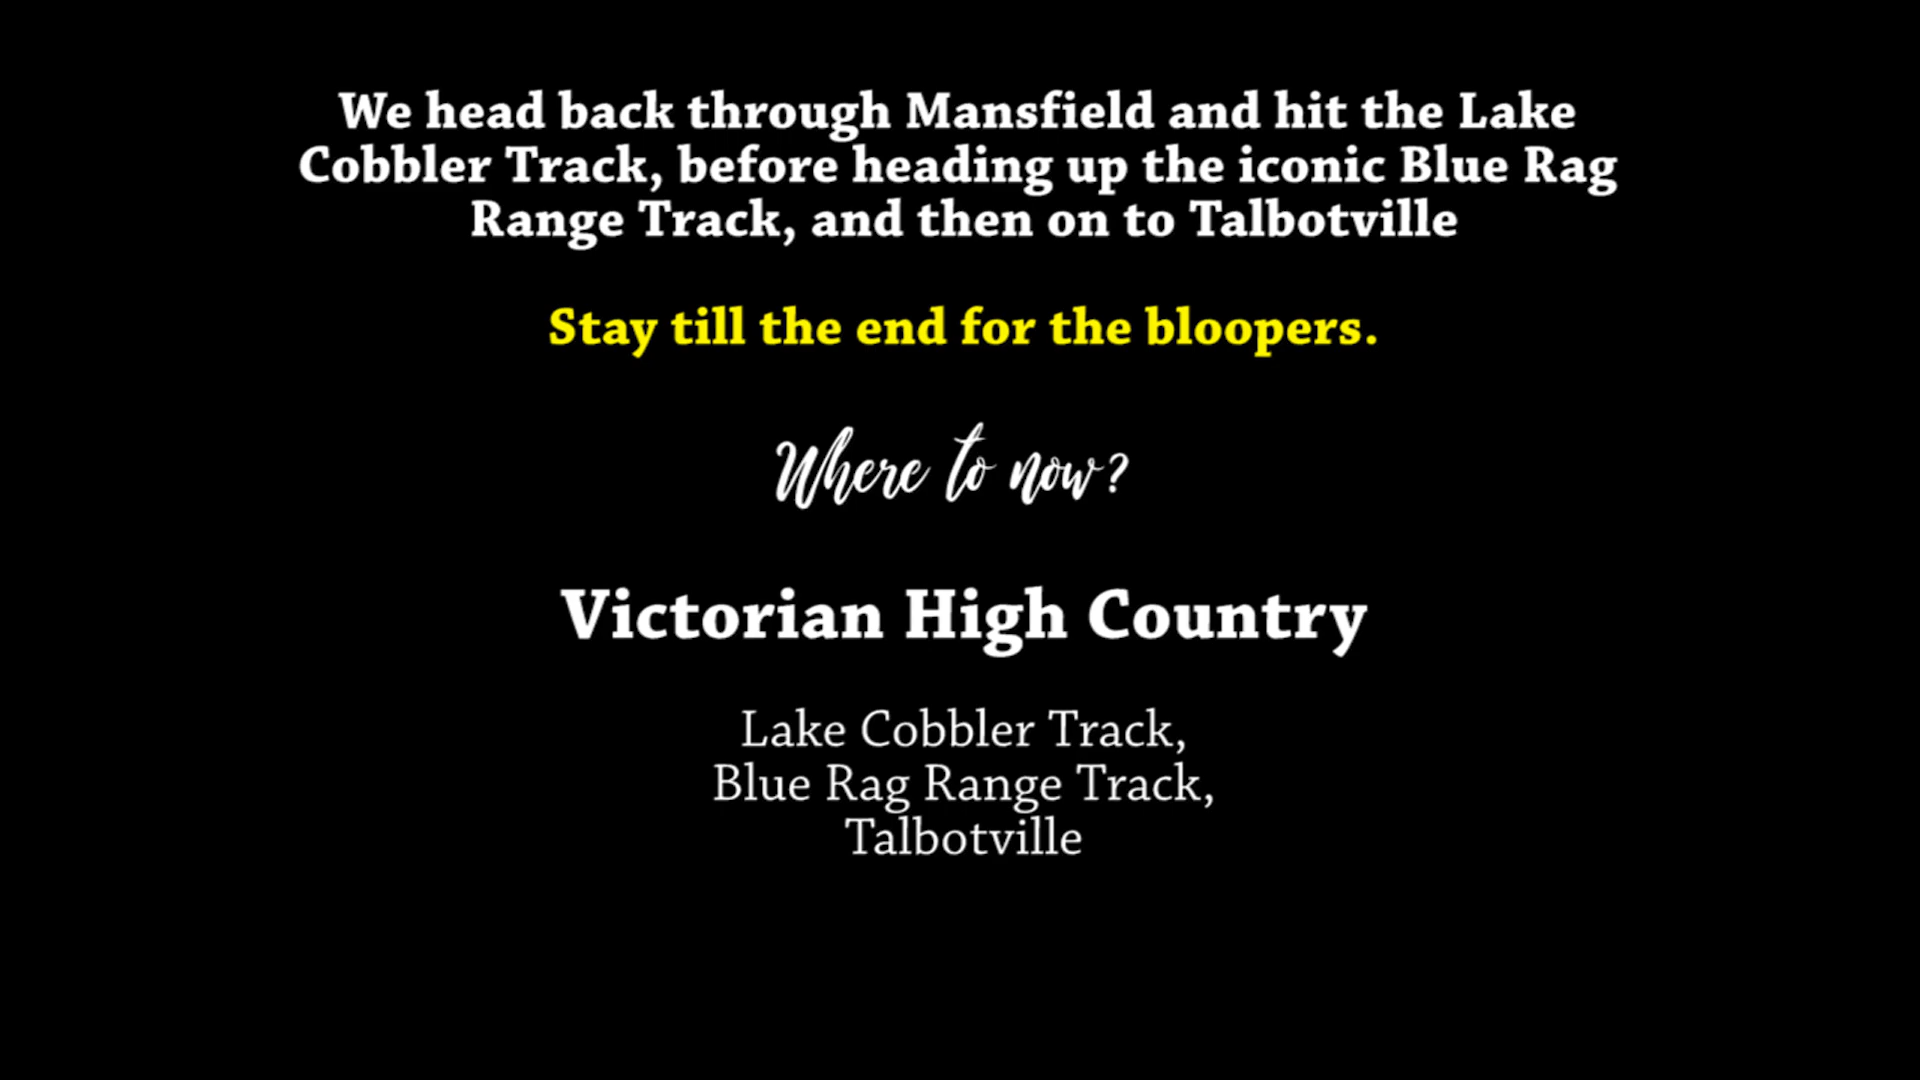 We head back through Mansfield and hit the Lake
Cobbler Track, before heading up the iconic Blue Rag
Range Track, and then on to Talbotville
Stay till the end for the bloopers.
Where to now?
Victorian High Country
Lake Cobbler Track,
Blue Rag Range Track,
Talbotville